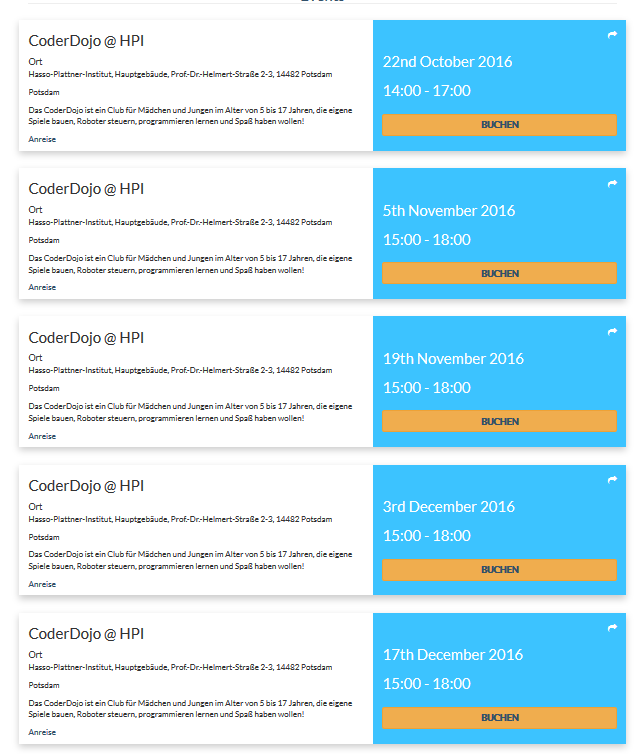 CoderDojo @ HPI
Ort
Hasso-Plattner-Institut, Hauptgebäude, Prof-Dr.-Helmert-Straße 2-3, 14482 Potsdam
Potsdam
Das CoderDojo ist ein Club für Mädchen und Jungen im Alter von 5 bis 17 Jahren, die eigene
Spiele bauen, Roboter steuern, programmieren lernen und Spaß haben wollen!
Anreise
22nd October 2016
14:00 - 17:00
BUCHEN
CoderDojo @ HPI
Ort
Hasso-Plattner-Institut, Hauptgebäude, Prof-Dr.-Helmert-Straße 2-3, 14482 Potsdam
Potsdam
Das CoderDojo ist ein Club für Mädchen und Jungen im Alter von 5 bis 17 Jahren, die eigene
Spiele bauen, Roboter steuern, programmieren lernen und Spaß haben wollen!
Anreise
5th November 2016
15:00 - 18:00
BUCHEN
CoderDojo @ HPI
Ort
Hasso-Plattner-Institut, Hauptgebäude, Prof-Dr.-Helmert-Straße 2-3, 14482 Potsdam
Potsdam
Das CoderDojo ist ein Club für Mädchen und Jungen im Alter von 5 bis 17 Jahren, die eigene
Spiele bauen, Roboter steuern, programmieren lernen und Spaß haben wollen!
Anreise
19th November 2016
15:00 - 18:00
BUCHEN
CoderDojo @ HPI
Ort
Hasso-Plattner-Institut, Hauptgebäude, Prof-Dr.-Helmert-Straße 2-3, 14482 Potsdam
Potsdam
Das CoderDojo ist ein Club für Mädchen und Jungen im Alter von 5 bis 17 Jahren, die eigene
Spiele bauen, Roboter steuern, programmieren lernen und Spaß haben wollen!
Anreise
3rd December 2016
15:00 - 18:00
BUCHEN
CoderDojo @ HPI
Ort
Hasso-Plattner-Institut, Hauptgebäude, Prof-Dr.-Helmert-Straße 2-3, 14482 Potsdam
Potsdam
Das CoderDojo ist ein Club für Mädchen und Jungen im Alter von 5 bis 17 Jahren, die eigene
Spiele bauen, Roboter steuern, programmieren lernen und Spaß haben wollen!
Anreise
17th December 2016
15:00 - 18:00
BUCHEN